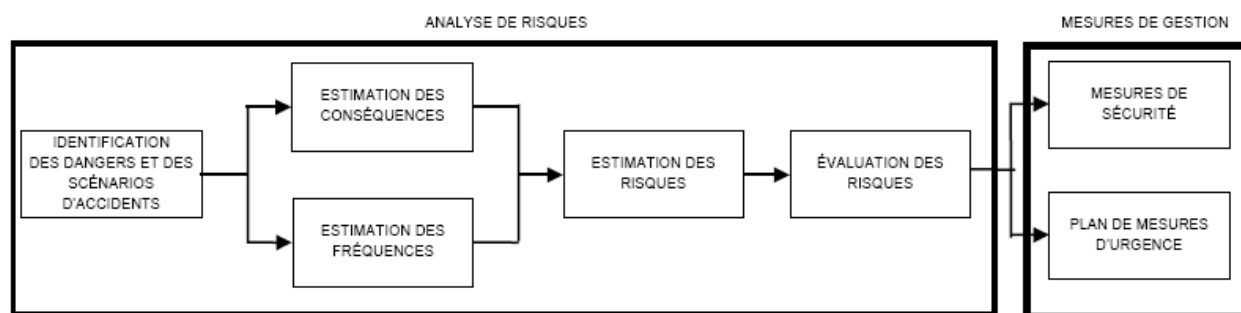 ANALYSE DE RISQUES
MESURES DE GESTION
IDENTIFICATION
DES DANGERS ET DES
SCÉNARIOS
D'ACCIDENTS
ESTIMATION DES
CONSÉQUENCES
ESTIMATION DES
FRÉQUENCES
ESTIMATION DES
RISQUES
ÉVALUATION DES
RISQUES
MESURES DE
SÉCURITÉ
PLAN DE MESURES
D'URGENCE